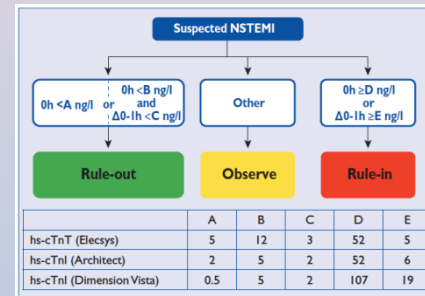 Suspected NSTEMI
0h <A ng/l or 0h <B ng/l and Δ0-1h <C ng/l
Other
0h ≥D ng/l or Δ0-1h ≥E ng/l
Rule-out
Observe
Rule-in
A B C D E
hs-cTnT (Elecsys) 5 12 3 52 5
hs-cTnI (Architect) 2 5 2 52 6
hs-cTnI (Dimension Vista) 0.5 5 2 107 19